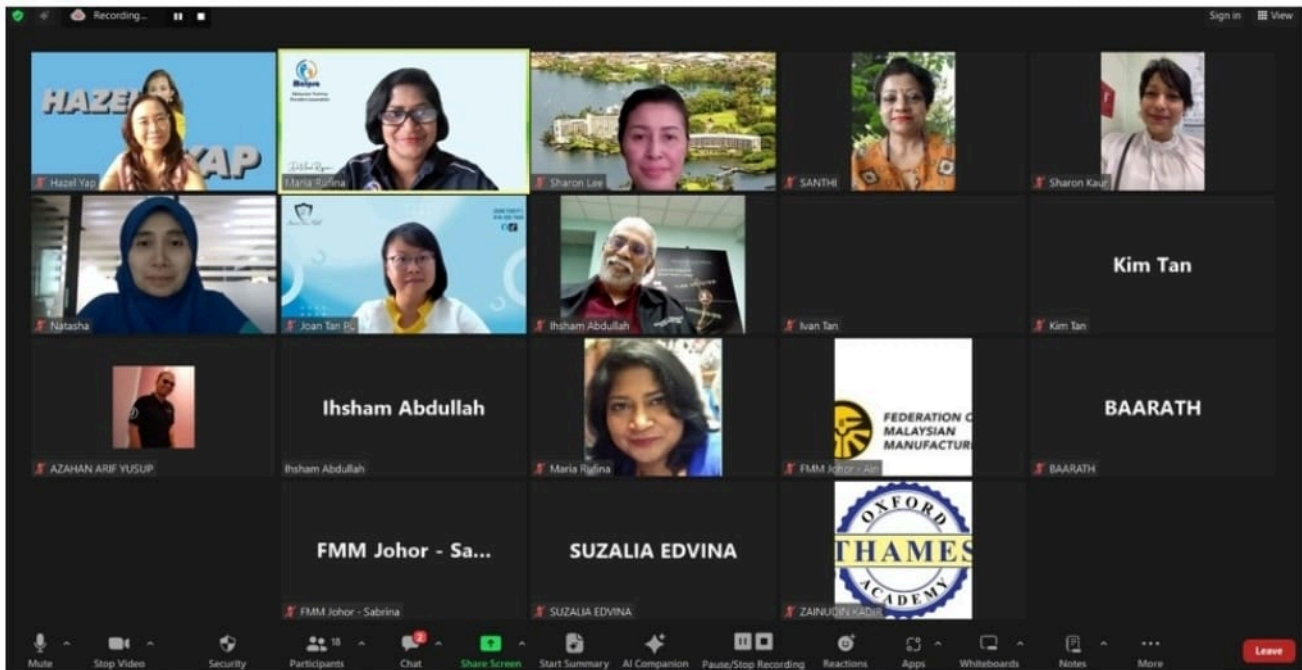 Recording...
Sign in
View
HAZEL
YAP
Hazel Yap
Maria Rufina
Sharon Lee
SANTHI
Sharon Kaur
Natasha
Joan Tan PL
Ihsham Abdullah
Ivan Tan
Kim Tan
Kim Tan
AZAHAN ARIF YUSUP
Ihsham Abdullah
Ihsham Abdullah
Maria Rufina
FEDERATION O
MALAYSIAN
MANUFACTUR
FMM Johor - Ain
BAARATH
BAARATH
FMM Johor - Sa...
FMM Johor - Sabrina
SUZALIA EDVINA
SUZALIA EDVINA
OXFORD
THAMES
ACADEMY
ZAINUDIN KADIR
Mute
Stop Video
Security
Participants
18
Chat
2
Share Screen
Start Summary
AI Companion
Pause/Stop Recording
Reactions
Apps
Whiteboards
Notes
More
Leave